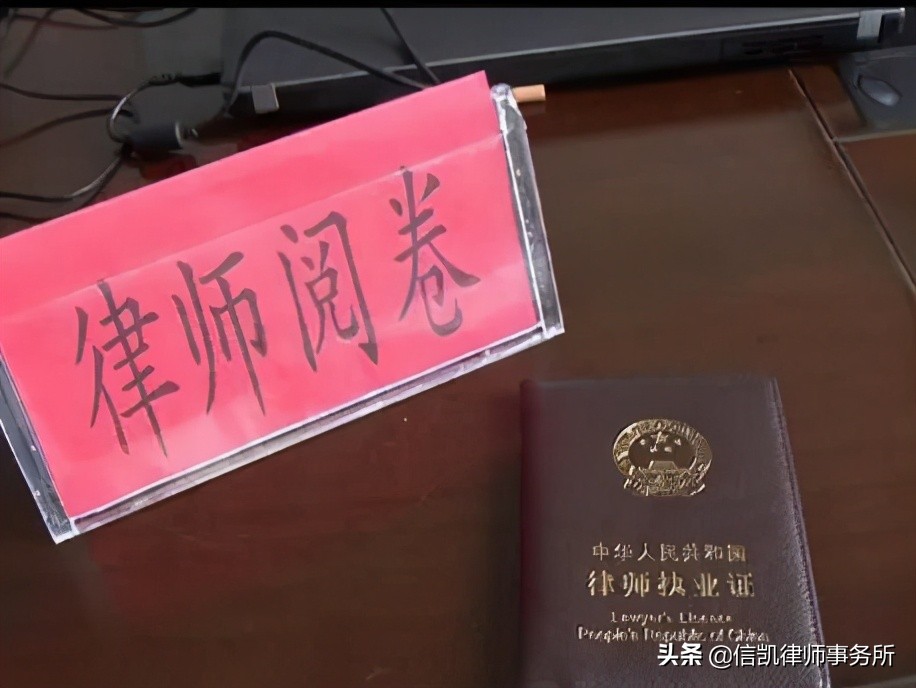 律师阅卷
中华人民共和国
律师执业证
Lawyer's License
People's Republic of China
头条 @信凯律师事务所